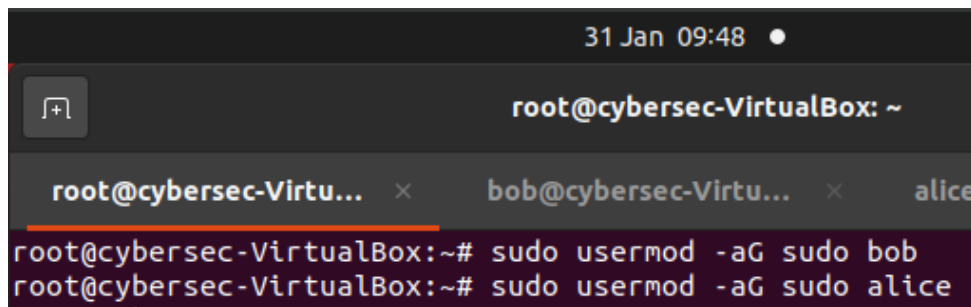 31 Jan 09:48
root@cybersec-VirtualBox: ~
root@cybersec-Virtu... × bob@cybersec-Virtu... × alice
root@cybersec-VirtualBox:~# sudo usermod -aG sudo bob
root@cybersec-VirtualBox:~# sudo usermod -aG sudo alice